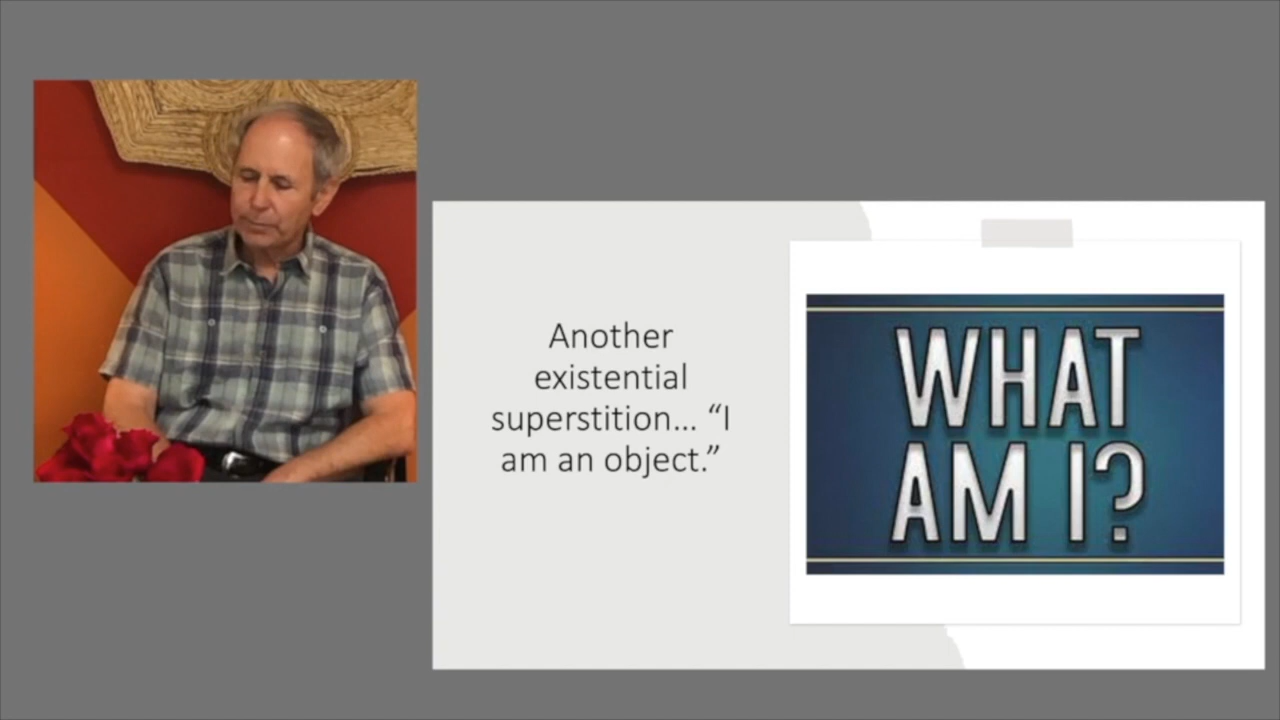 Another
existential
superstition... “I
am an object.”
WHAT
AM I?